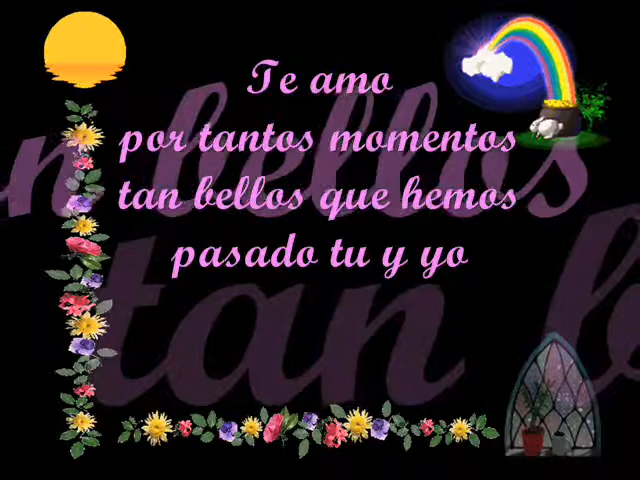 Te amo
por tantos momentos
tan bellos que hemos
pasado tu y yo
n bellos
tan b